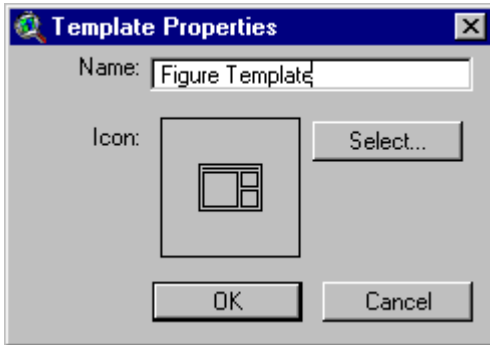 Template Properties
Name: Figure Template
Icon:
Select...
OK Cancel